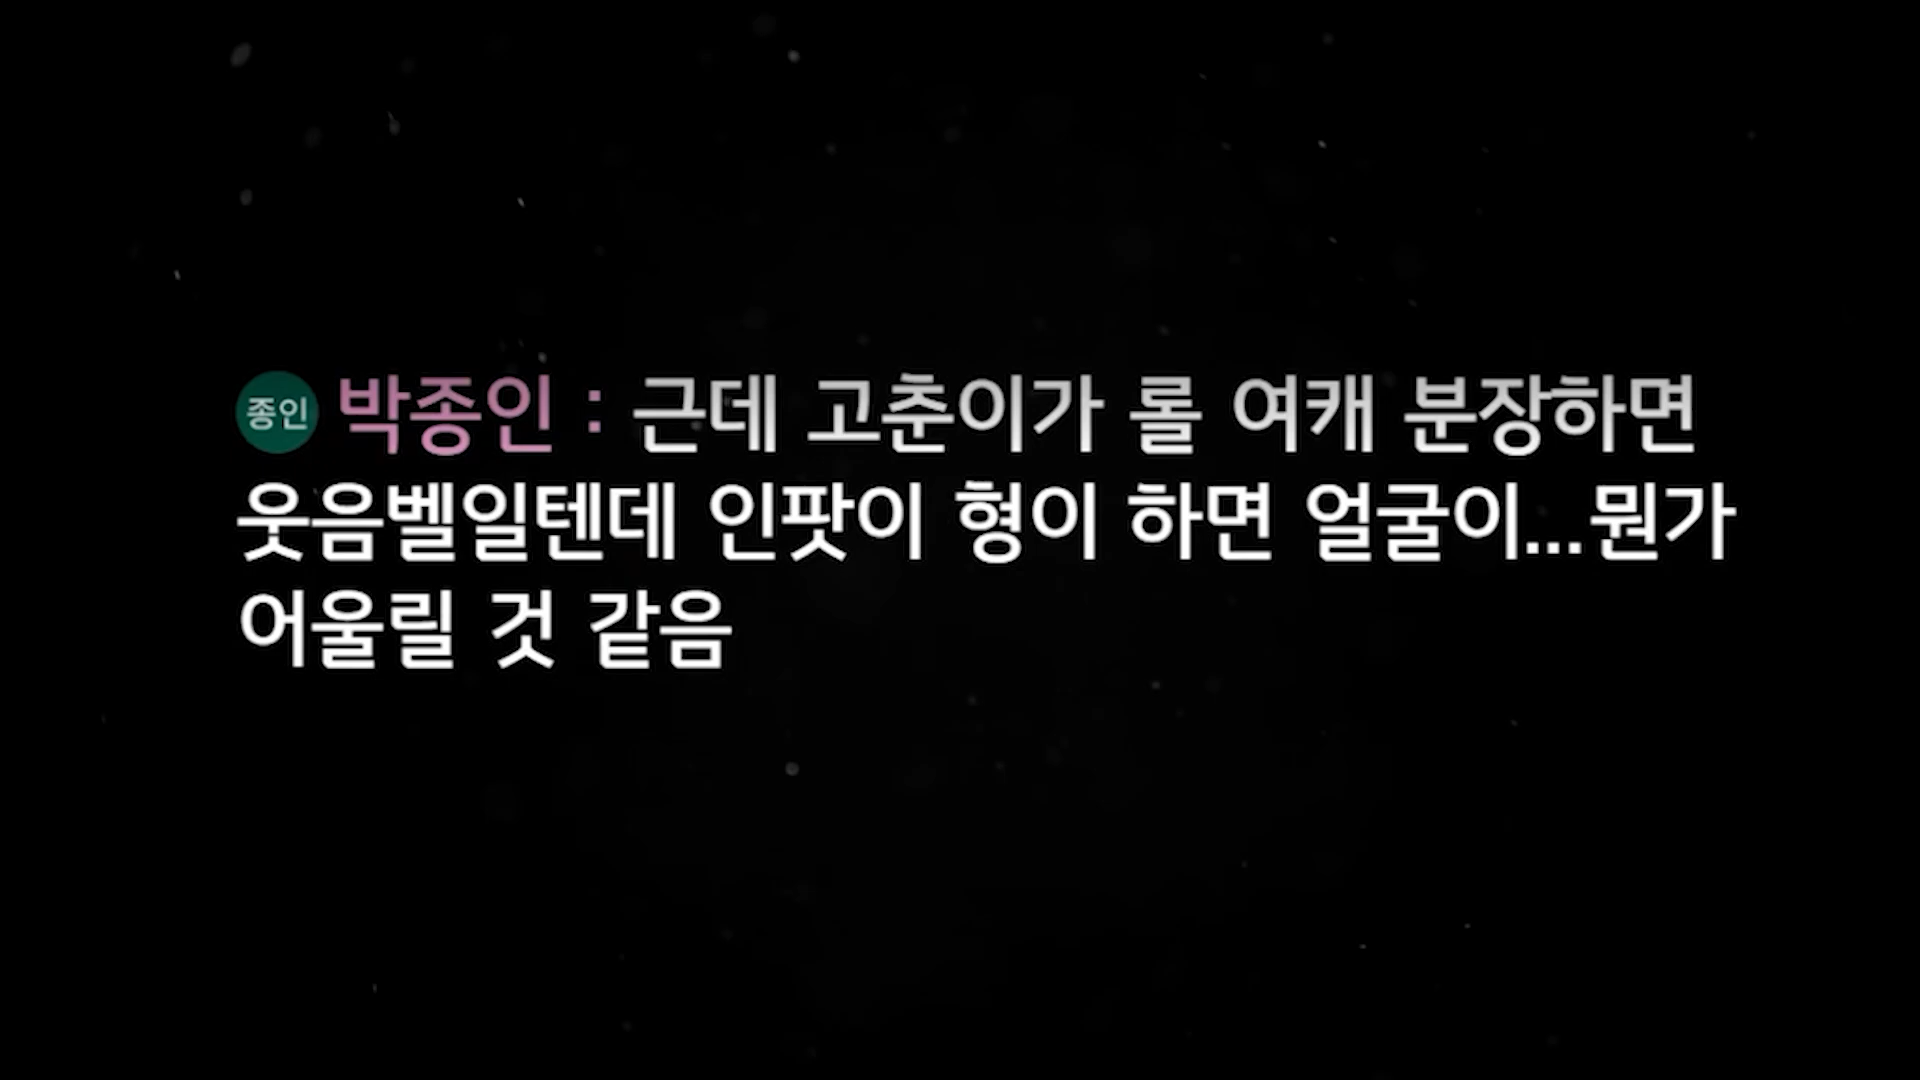 종인 박종인 : 근데 고춘이가 롤 여캐 분장하면
웃음벨일텐데 인팟이 형이 하면 얼굴이...뭔가
어울릴 것 같음